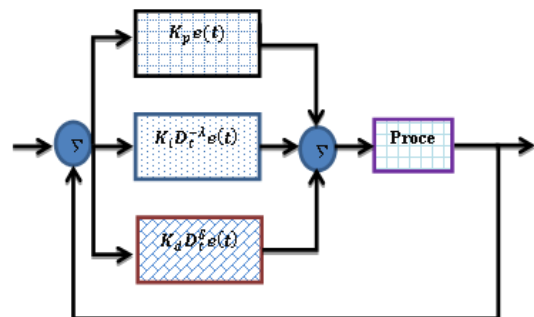 K_p e(t)
Σ
K_i D_t^{-λ} e(t)
Σ
Proce
K_d D_t^δ e(t)